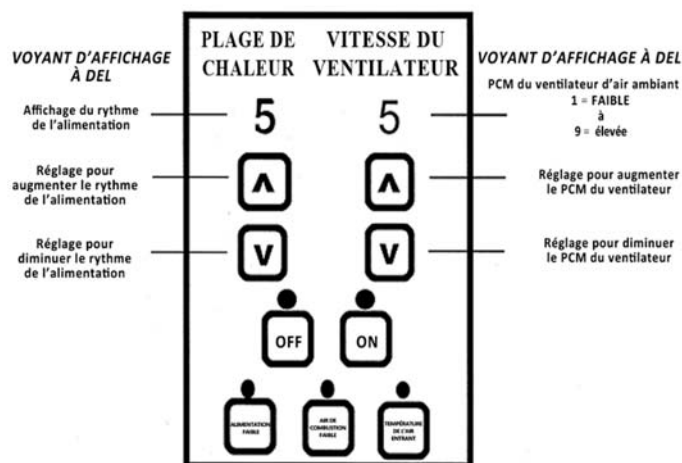 VOYANT D'AFFICHAGE
À DEL
Affichage du rythme
de l'alimentation
Réglage pour
augmenter le rythme
de l'alimentation
Réglage pour
diminuer le rythme
de l'alimentation
PLAGE DE
CHALEUR
VITESSE DU
VENTILATEUR
5
5
ʌ
ʌ
v
v
OFF
ON
ALIMENTATION
FAIBLE
AIR DE
COMBUSTION
FAIBLE
TEMPÉRATURE
DE L'AIR
ENTRANT
VOYANT D'AFFICHAGE À DEL
PCM du ventilateur d'air ambiant
1 = FAIBLE
à
9 = élevée
Réglage pour augmenter
le PCM du ventilateur
Réglage pour diminuer
le PCM du ventilateur